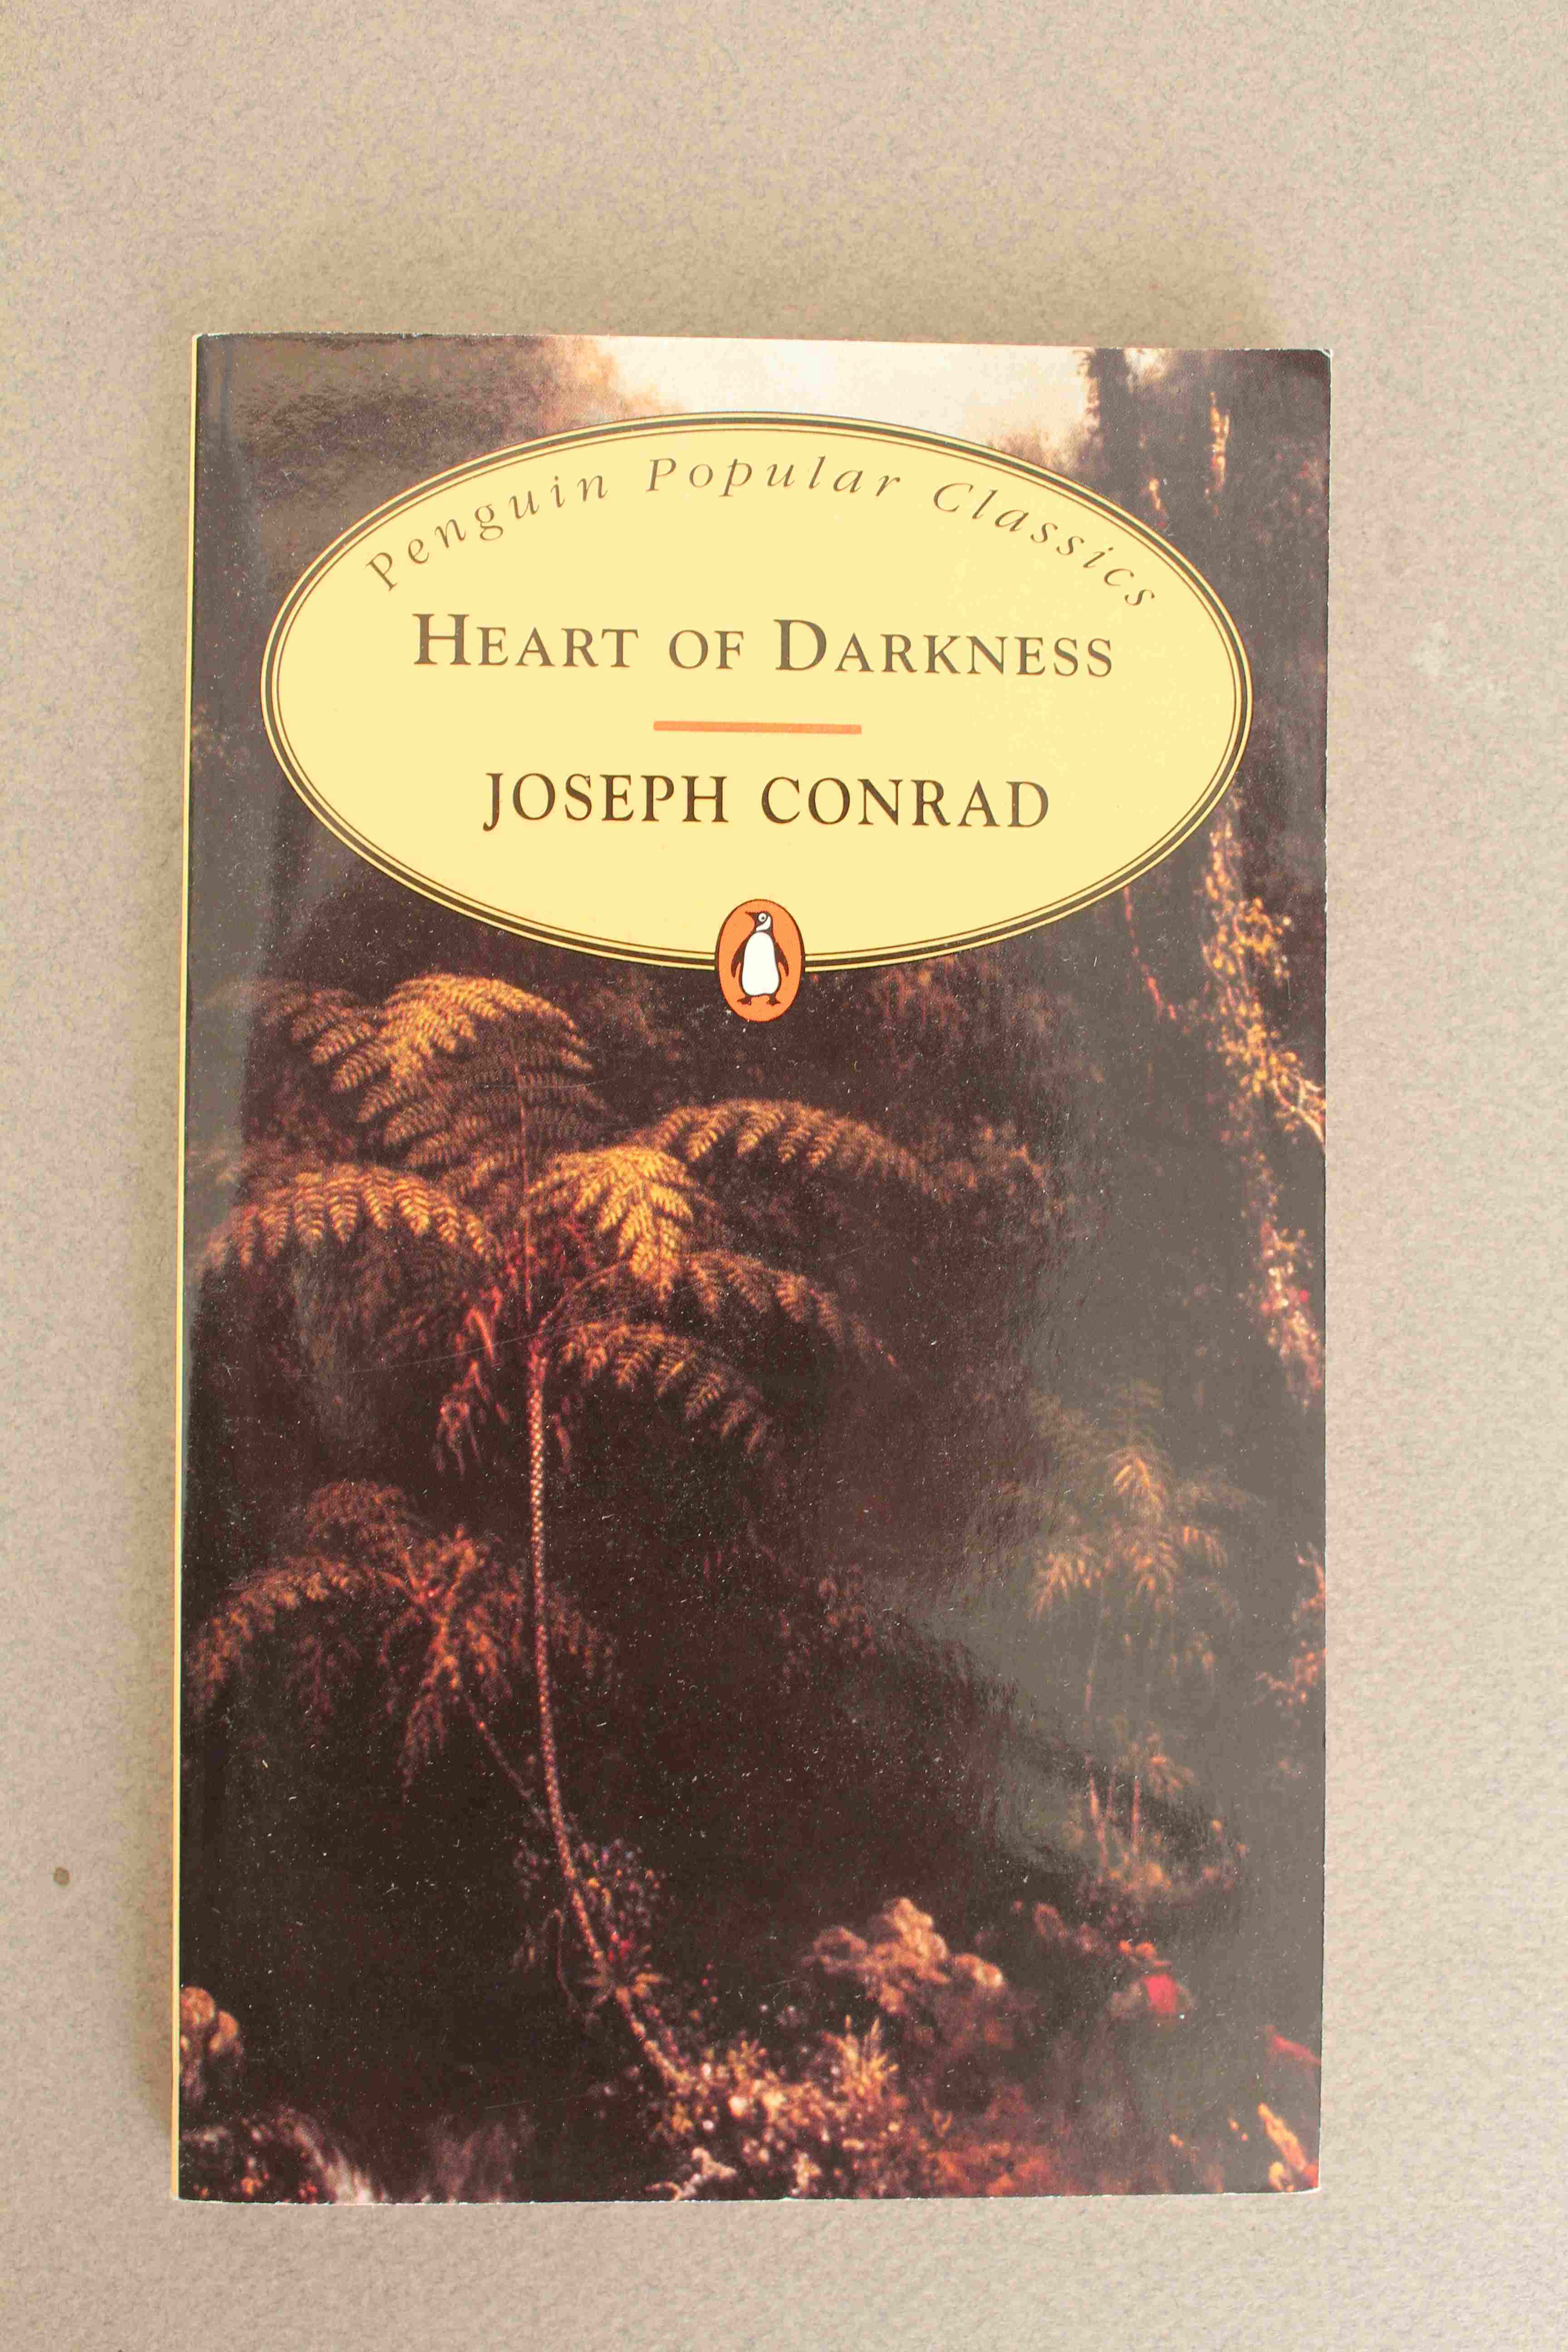 Penguin Popular Classics
HEART OF DARKNESS
JOSEPH CONRAD